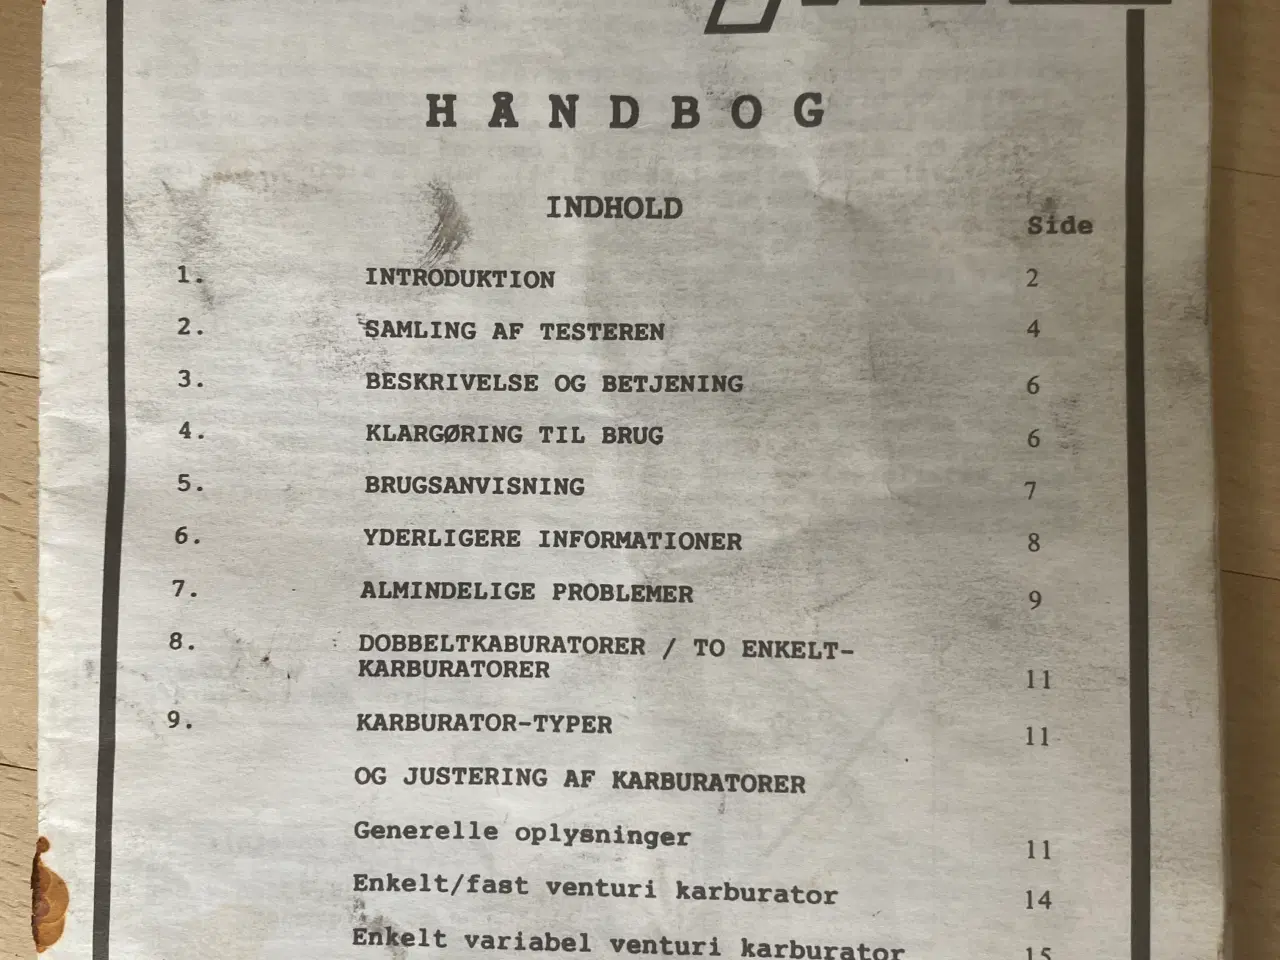 HÅNDBOG
INDHOLD
Side
1. INTRODUKTION 2
2. SAMLING AF TESTEREN 4
3. BESKRIVELSE OG BETJENING 6
4. KLARGØRING TIL BRUG 6
5. BRUGSANVISNING 7
6. YDERLIGERE INFORMATIONER 8
7. ALMINDELIGE PROBLEMER 9
8. DOBBELTKABURATORER / TO ENKELT-
KARBURATORER 11
9. KARBURATOR-TYPER 11
OG JUSTERING AF KARBURATORER
Generelle oplysninger 11
Enkelt/fast venturi karburator 14
Enkelt variabel venturi karburator 15